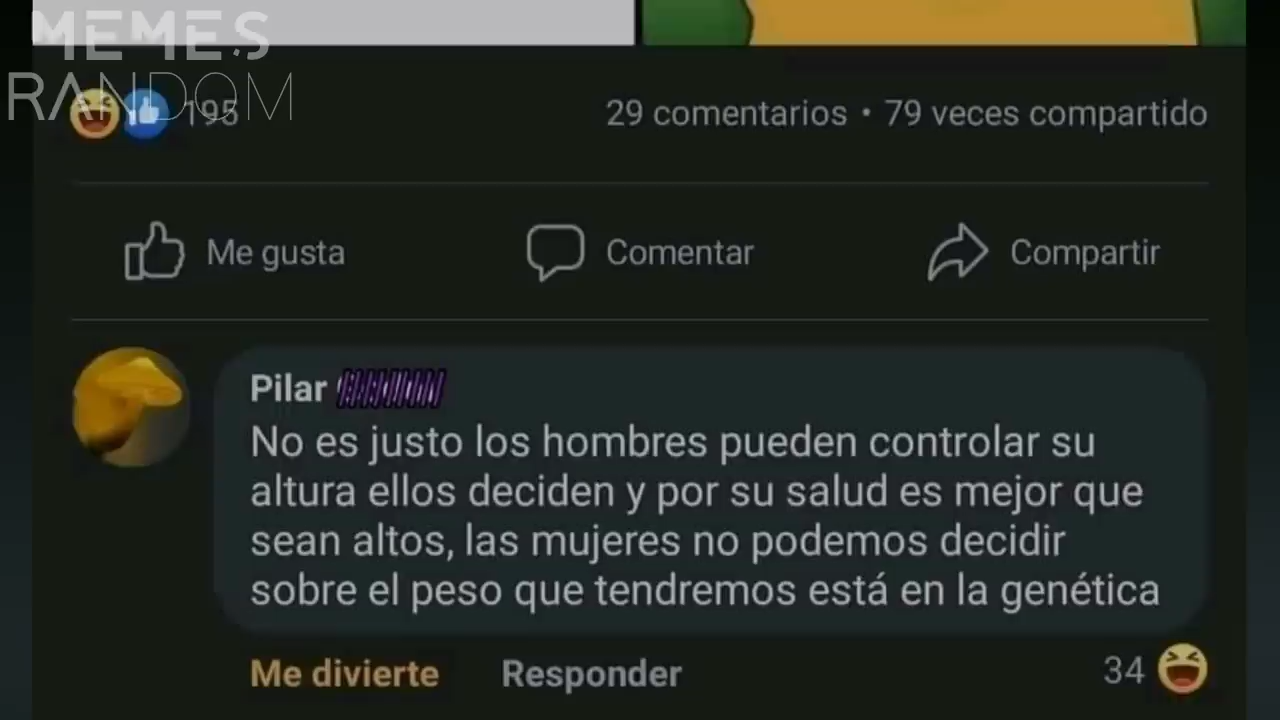 MEMES
RANDOM
195
29 comentarios • 79 veces compartido
Me gusta
Comentar
Compartir
Pilar
No es justo los hombres pueden controlar su
altura ellos deciden y por su salud es mejor que
sean altos, las mujeres no podemos decidir
sobre el peso que tendremos está en la genética
Me divierte
Responder
34